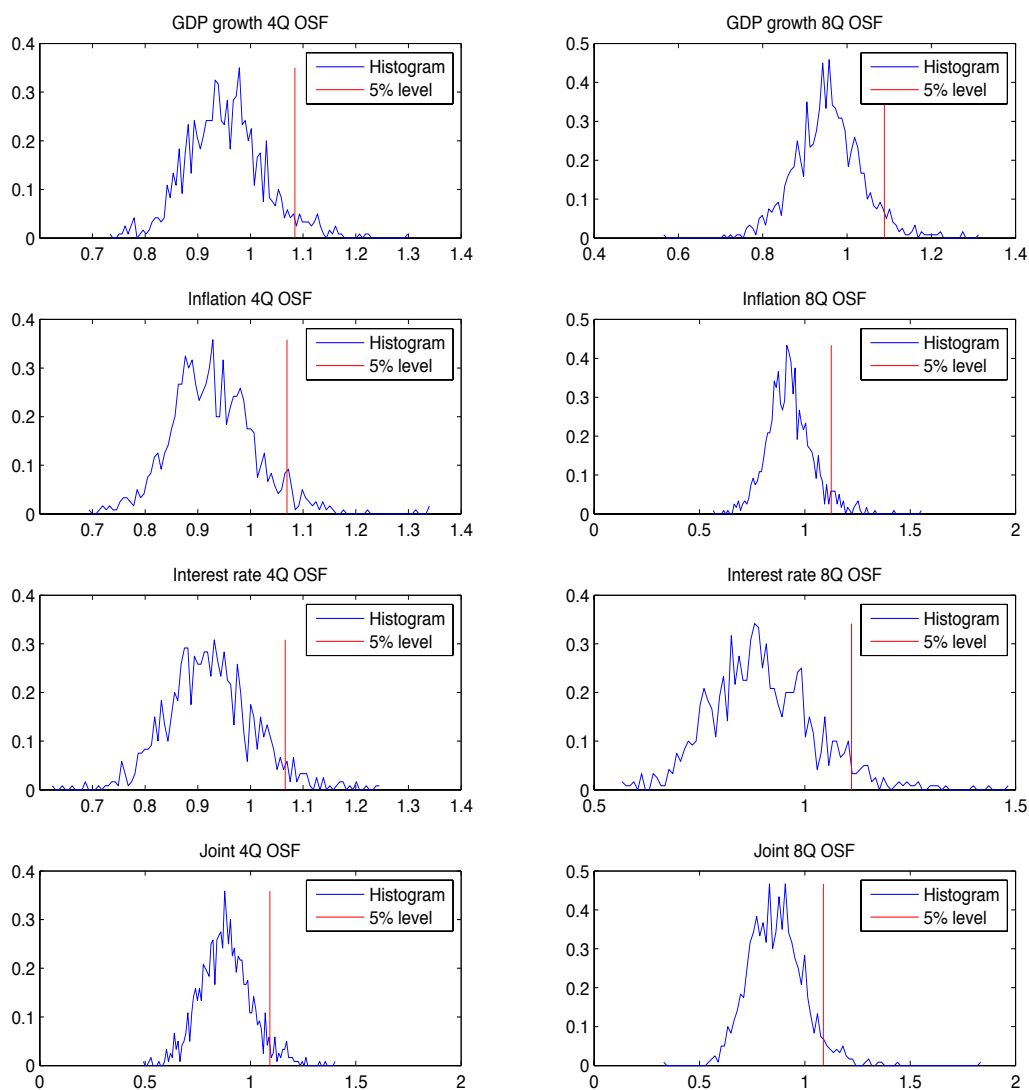 GDP growth 4Q OSF
0.4
0.3
0.2
0.1
0
Histogram
5% level
0 0.7 0.8 0.9 1 1.1 1.2 1.3 1.4
GDP growth 8Q OSF
0.5
0.4
0.3
0.2
0.1
0
Histogram
5% level
0.4 0.6 0.8 1 1.2 1.4
Inflation 4Q OSF
0.4
0.3
0.2
0.1
0
Histogram
5% level
0 0.7 0.8 0.9 1 1.1 1.2 1.3 1.4
Inflation 8Q OSF
0.5
0.4
0.3
0.2
0.1
0
Histogram
5% level
0 0.5 1 1.5 2
Interest rate 4Q OSF
0.4
0.3
0.2
0.1
0
Histogram
5% level
0 0.7 0.8 0.9 1 1.1 1.2 1.3 1.4
Interest rate 8Q OSF
0.4
0.3
0.2
0.1
0
Histogram
5% level
0.5 1 1.5
Joint 4Q OSF
0.4
0.3
0.2
0.1
0
Histogram
5% level
0 0.5 1 1.5 2
Joint 8Q OSF
0.5
0.4
0.3
0.2
0.1
0
Histogram
5% level
0 0.5 1 1.5 2